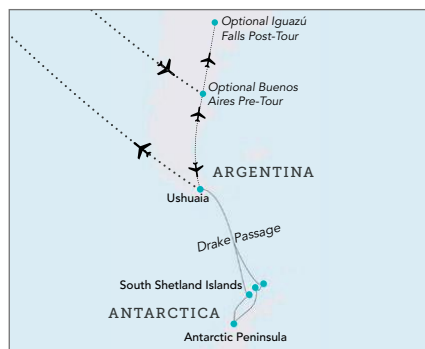 Optional Iguazú
Falls Post-Tour
Optional Buenos
Aires Pre-Tour
ARGENTINA
Ushuaia
Drake Passage
South Shetland Islands
ANTARCTICA
Antarctic Peninsula